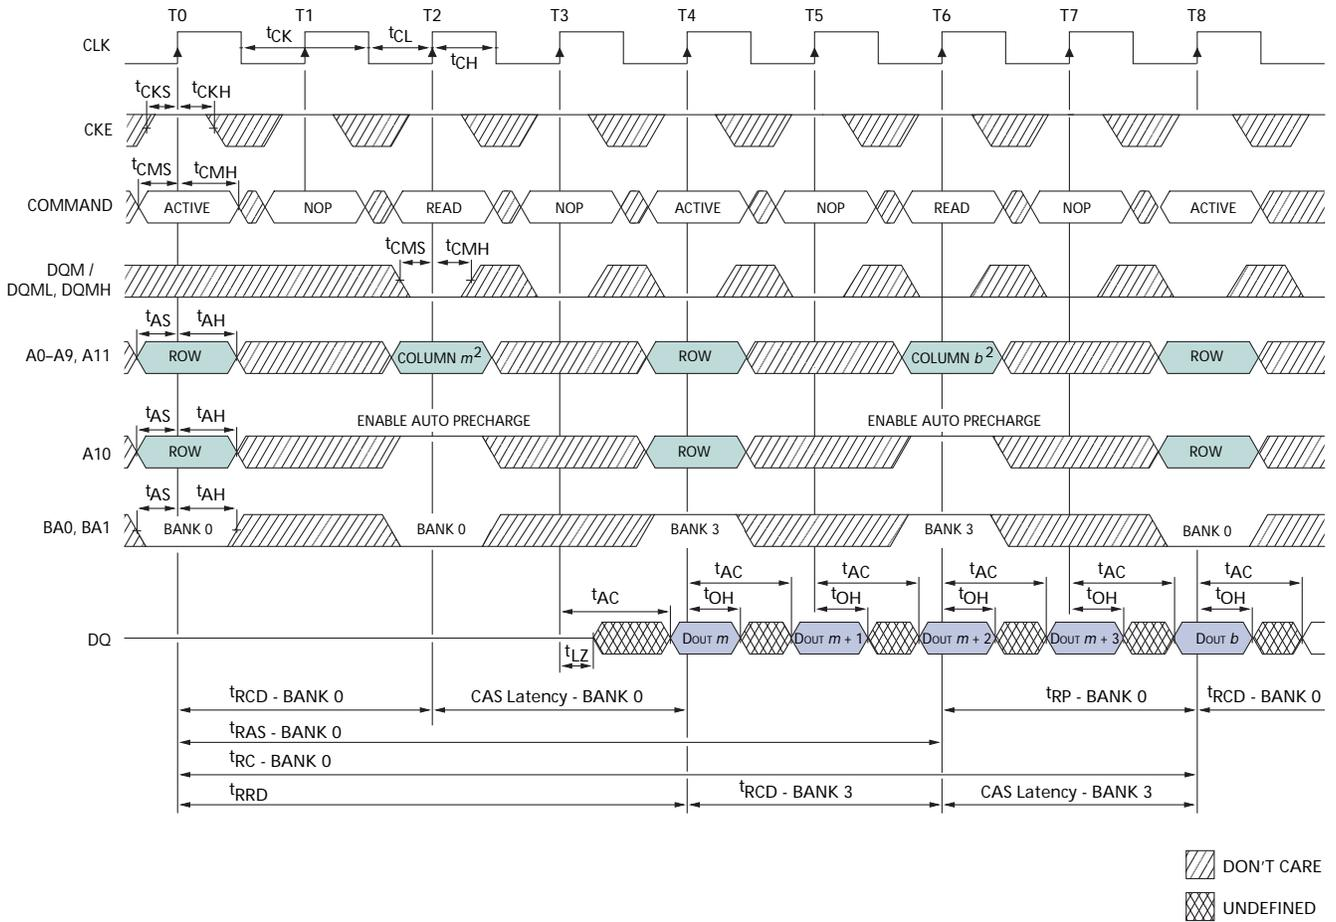 T0 T1 T2 T3 T4 T5 T6 T7 T8
CLK
tCK tCL
tCH
tCKS tCKH
CKE
tCMS tCMH
COMMAND ACTIVE NOP READ NOP ACTIVE NOP READ NOP ACTIVE
tCMS tCMH
DQM /
DQML, DQMH
tAS tAH
A0–A9, A11 ROW COLUMN m2 ROW COLUMN b2 ROW
tAS tAH ENABLE AUTO PRECHARGE ENABLE AUTO PRECHARGE
A10 ROW ROW ROW
tAS tAH
BA0, BA1 BANK 0 BANK 0 BANK 3 BANK 3 BANK 0
tAC tAC tAC tAC tAC
tAC tOH tOH tOH tOH tOH
DQ DOUT m DOUT m + 1 DOUT m + 2 DOUT m + 3 DOUT b
tLZ
tRCD - BANK 0 CAS Latency - BANK 0 tRP - BANK 0 tRCD - BANK 0
tRAS - BANK 0
tRC - BANK 0
tRRD tRCD - BANK 3 CAS Latency - BANK 3
DON'T CARE
UNDEFINED